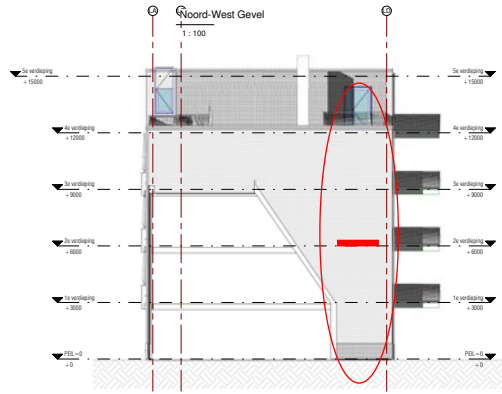 LA
LD
Noord-West Gevel
1 : 100
5e verdieping
+15000
5e verdieping
+15000
4e verdieping
+12000
4e verdieping
+12000
3e verdieping
+9000
3e verdieping
+9000
2e verdieping
+6000
2e verdieping
+6000
1e verdieping
+3000
1e verdieping
+3000
PEIL=0
+0
PEIL=0
+0